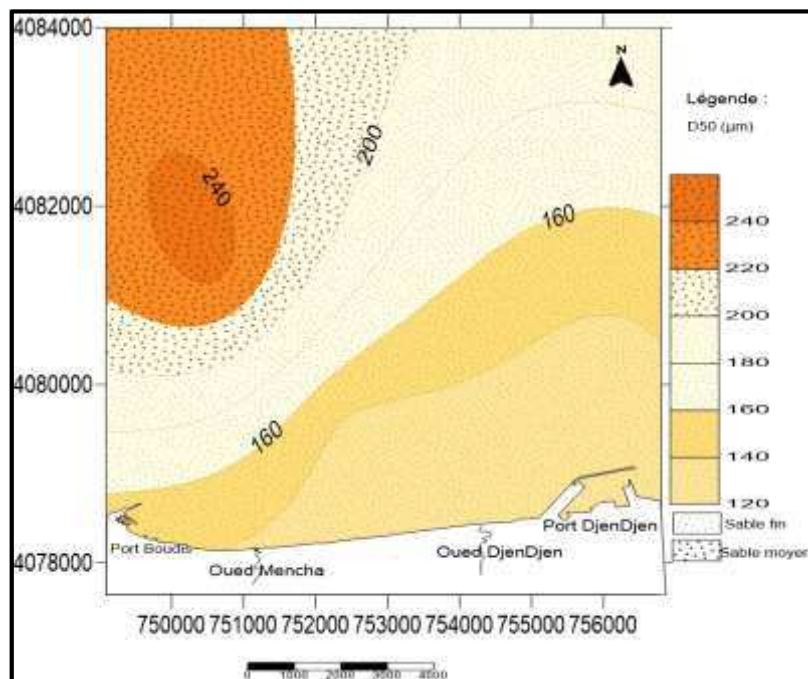 4084000
N
Légende :
D50 (µm)
200
240
240
4082000
160
220
200
180
4080000
160
160
140
120
Sable fin
Port DjenDjen
Port Boudis
Oued DjenDjen
Sable moyen
4078000
Oued Mencha
750000 751000 752000 753000 754000 755000 756000
0 1000 2000 3000 4000